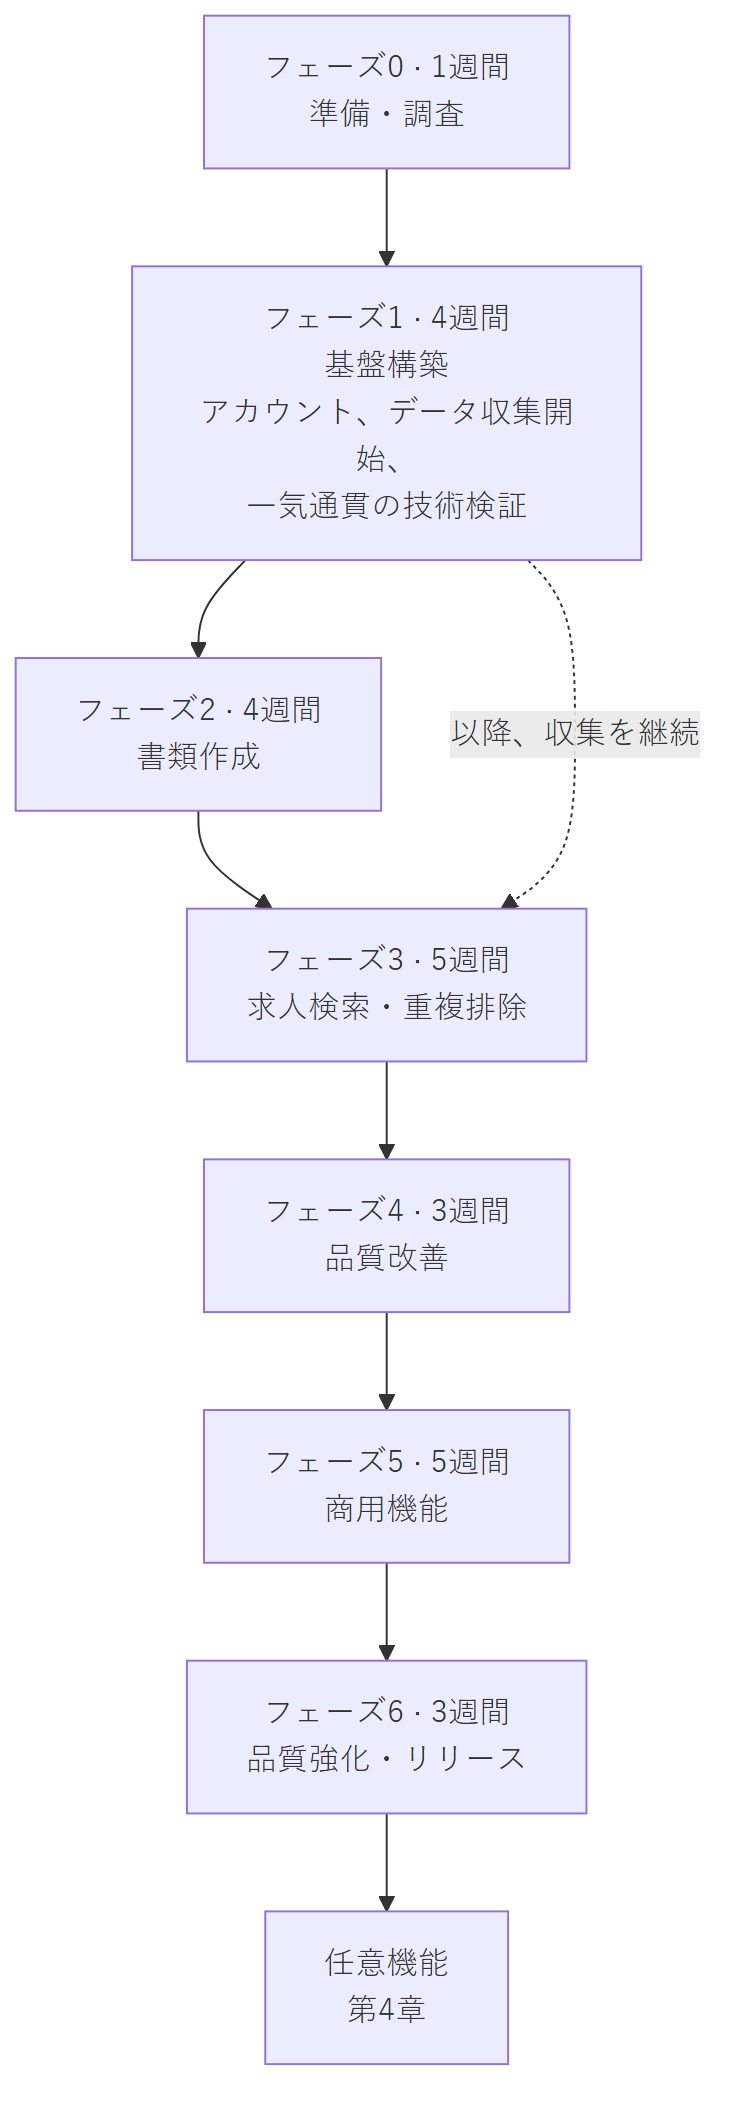 フェーズ0 · 1週間
準備・調査
フェーズ1 · 4週間
基盤構築
アカウント、データ収集開
始、
一気通貫の技術検証
フェーズ2 · 4週間
書類作成
以降、収集を継続
フェーズ3 · 5週間
求人検索・重複排除
フェーズ4 · 3週間
品質改善
フェーズ5 · 5週間
商用機能
フェーズ6 · 3週間
品質強化・リリース
任意機能
第4章